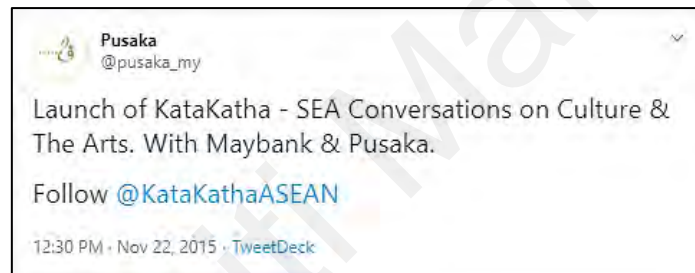 Pusaka
@pusaka_my
Launch of KataKatha - SEA Conversations on Culture &
The Arts. With Maybank & Pusaka.
Follow @KataKathaASEAN
12:30 PM · Nov 22, 2015 · TweetDeck